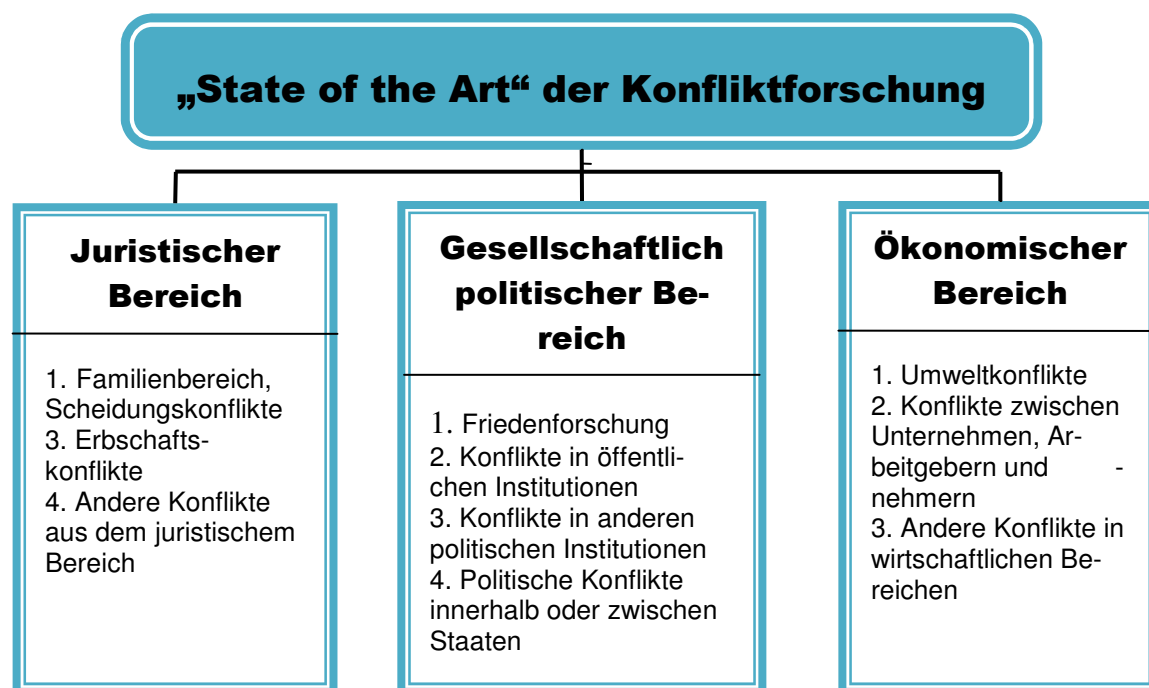 „State of the Art“ der Konfliktforschung
Juristischer
Bereich
1. Familienbereich,
Scheidungskonflikte
3. Erbschafts-
konflikte
4. Andere Konflikte
aus dem juristischem
Bereich
Gesellschaftlich
politischer Be-
reich
1. Friedenforschung
2. Konflikte in öffentli-
chen Institutionen
3. Konflikte in anderen
politischen Institutionen
4. Politische Konflikte
innerhalb oder zwischen
Staaten
Ökonomischer
Bereich
1. Umweltkonflikte
2. Konflikte zwischen
Unternehmen, Ar-
beitgebern und -
nehmern
3. Andere Konflikte in
wirtschaftlichen Be-
reichen